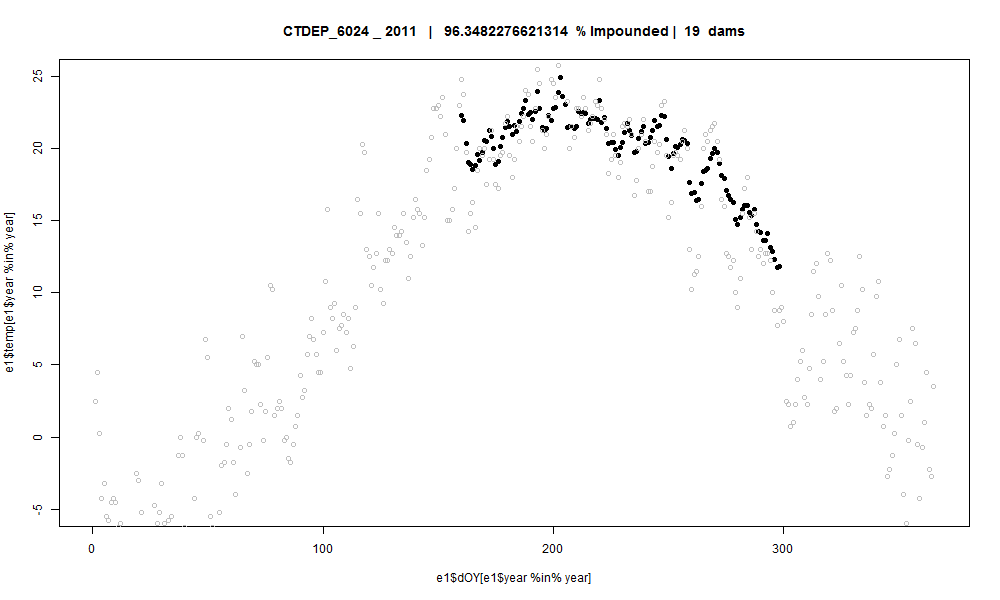 CTDEP_6024 _ 2011 | 96.3482276621314 % Impounded | 19 dams
e1$temp[e1$year %in% year]
25
20
15
10
5
0
-5
0 100 200 300
e1$dOY[e1$year %in% year]